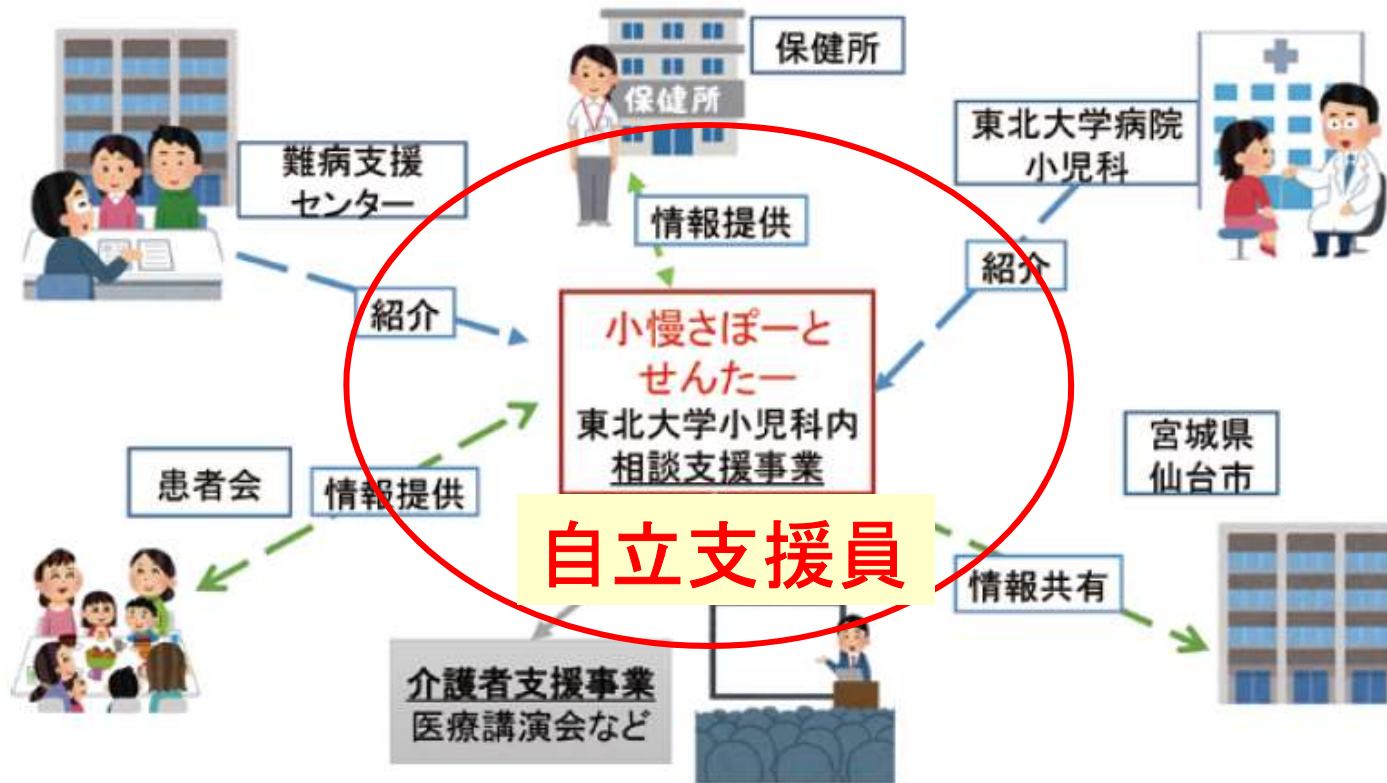 保健所
保健所
東北大学病院
小児科
難病支援
センター
情報提供
紹介
紹介
小慢さぽーと
せんたー
東北大学小児科内
相談支援事業
宮城県
仙台市
患者会
情報提供
自立支援員
情報共有
介護者支援事業
医療講演会など